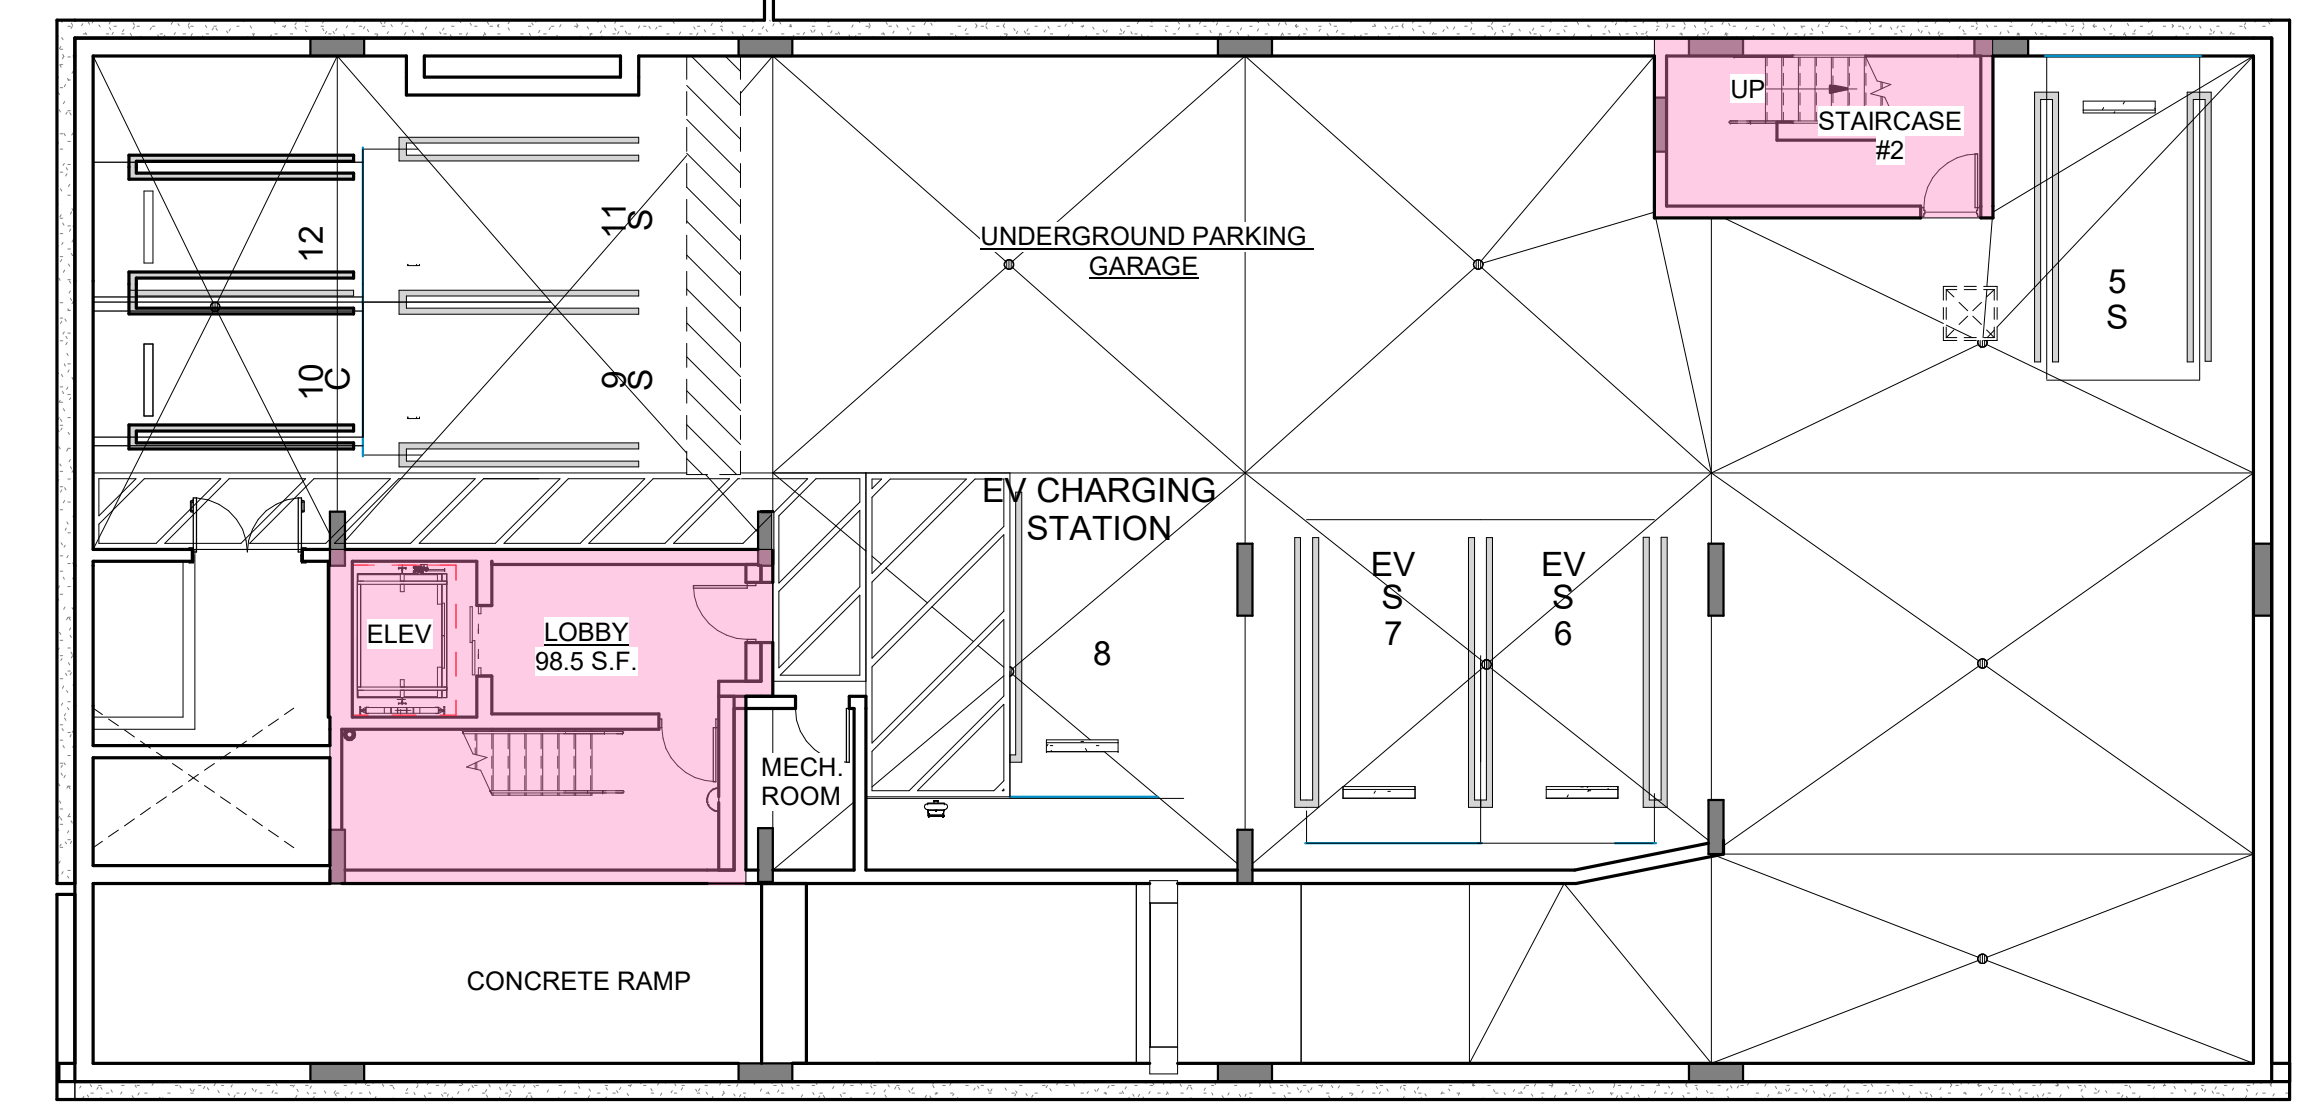 UP
STAIRCASE
#2
12
11
S
UNDERGROUND PARKING
GARAGE
5
S
10
C
9
S
EV CHARGING
STATION
EV
S
7
EV
S
6
ELEV
LOBBY
98.5 S.F.
8
MECH.
ROOM
CONCRETE RAMP